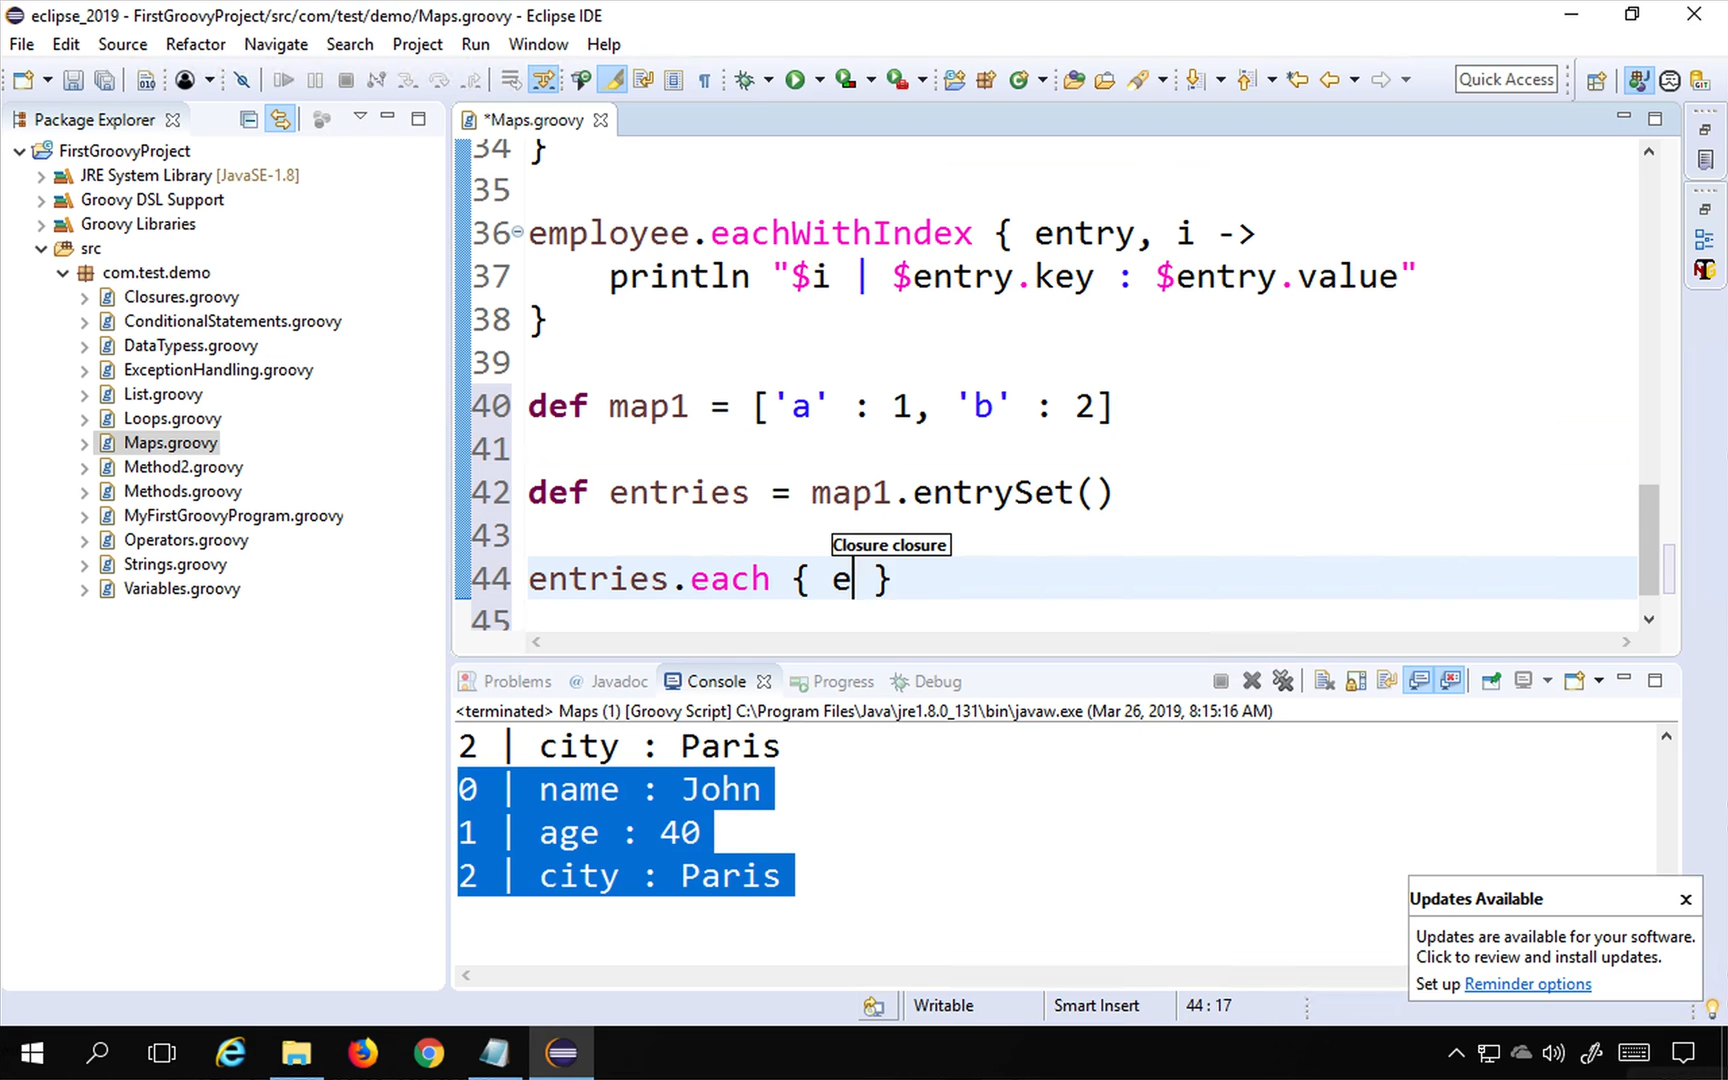 eclipse_2019 - FirstGroovyProject/src/com/test/demo/Maps.groovy - Eclipse IDE
File Edit Source Refactor Navigate Search Project Run Window Help
Quick Access
Package Explorer
FirstGroovyProject
JRE System Library [JavaSE-1.8]
Groovy DSL Support
Groovy Libraries
src
com.test.demo
Closures.groovy
ConditionalStatements.groovy
DataTypess.groovy
ExceptionHandling.groovy
List.groovy
Loops.groovy
Maps.groovy
Method2.groovy
Methods.groovy
MyFirstGroovyProgram.groovy
Operators.groovy
Strings.groovy
Variables.groovy
*Maps.groovy
34 }
35
36 employee.eachWithIndex { entry, i ->
37 println "$i | $entry.key : $entry.value"
38 }
39
40 def map1 = ['a' : 1, 'b' : 2]
41
42 def entries = map1.entrySet()
43
Closure closure
44 entries.each { e }
45
Problems @ Javadoc Console Progress Debug
<terminated> Maps (1) [Groovy Script] C:\Program Files\Java\jre1.8.0_131\bin\javaw.exe (Mar 26, 2019, 8:15:16 AM)
2 | city : Paris
0 | name : John
1 | age : 40
2 | city : Paris
Updates Available
Updates are available for your software.
Click to review and install updates.
Set up Reminder options
Writable Smart Insert 44 : 17